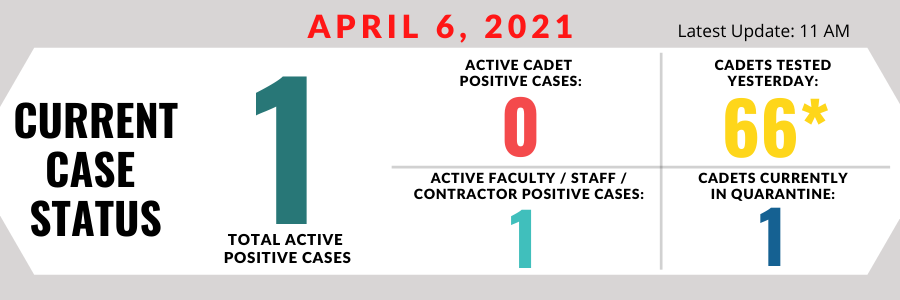 APRIL 6, 2021
Latest Update: 11 AM
CURRENT
CASE
STATUS
1
TOTAL ACTIVE
POSITIVE CASES
ACTIVE CADET
POSITIVE CASES:
0
CADETS TESTED
YESTERDAY:
66*
ACTIVE FACULTY / STAFF /
CONTRACTOR POSITIVE CASES:
1
CADETS CURRENTLY
IN QUARANTINE:
1